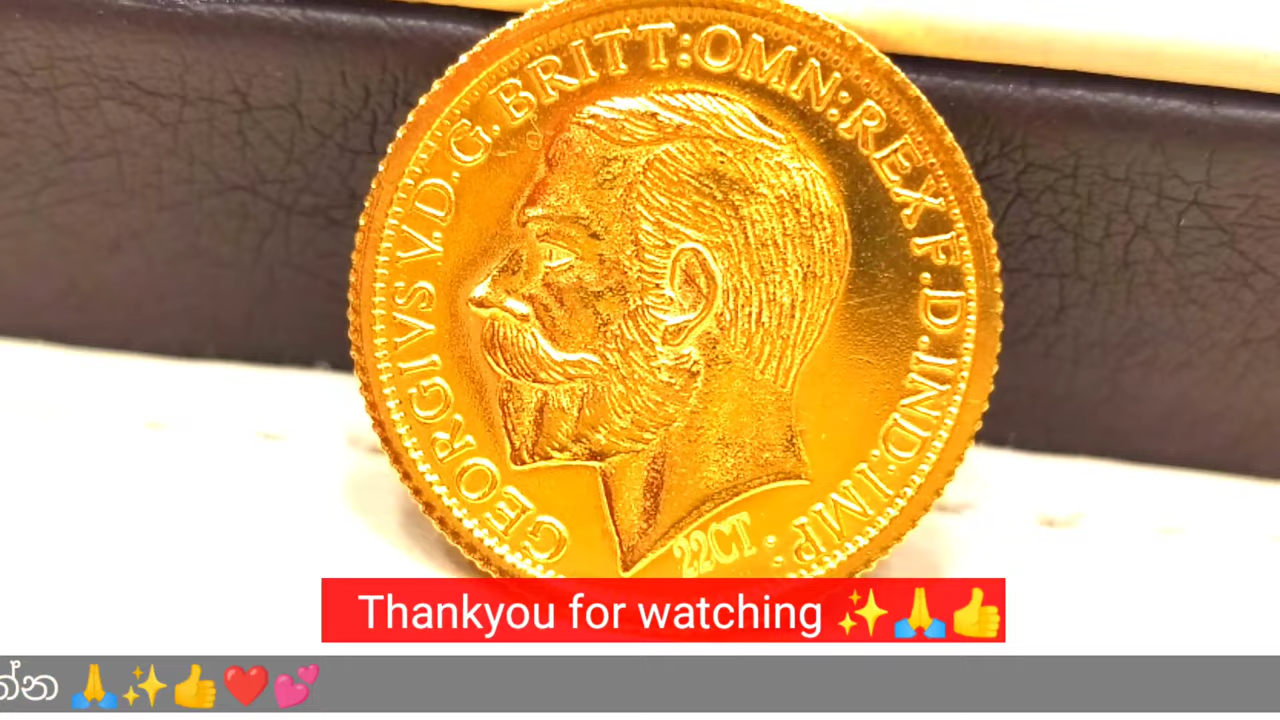 GEORGIVS V.D.G. BRITT:OMN:REX F.D.IND:IMP.
22CT
Thankyou for watching ✨🙏👍
🙏✨👍❤️💕